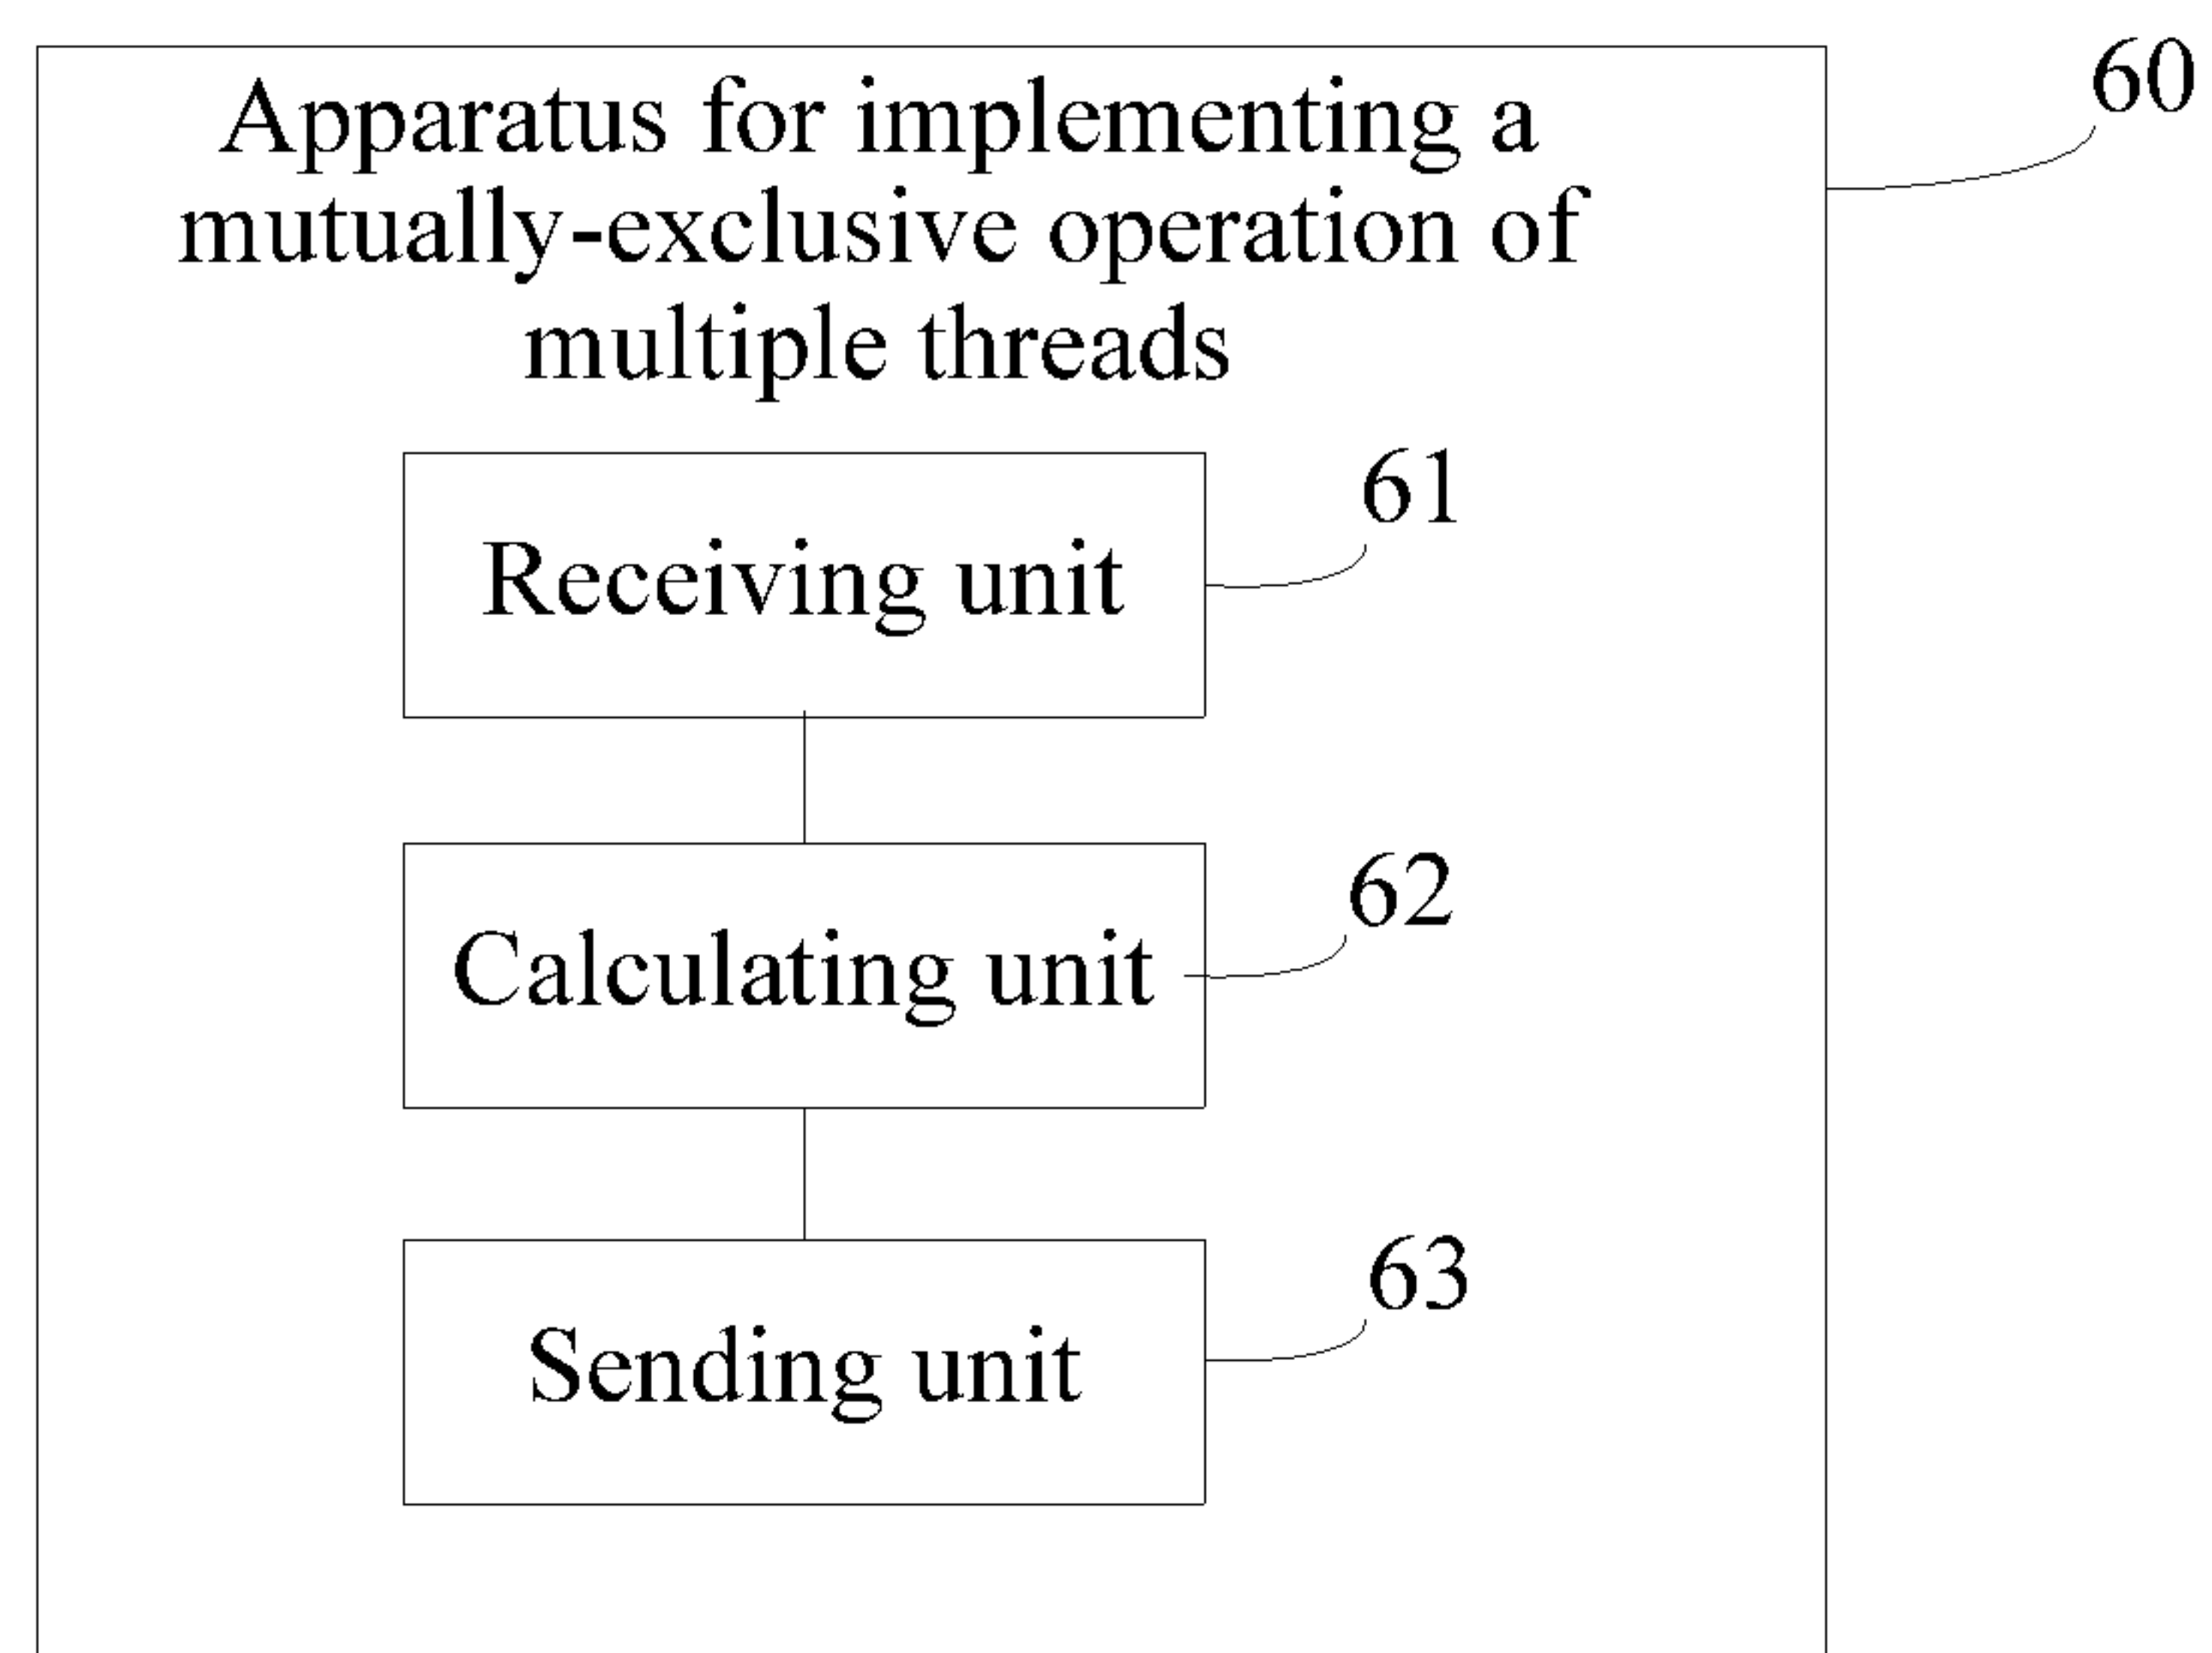 60
Apparatus for implementing a
mutually-exclusive operation of
multiple threads
61
Receiving unit
62
Calculating unit
63
Sending unit